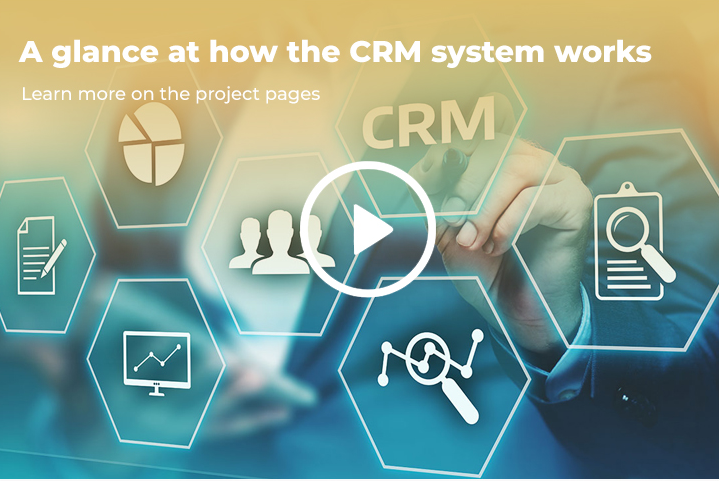 A glance at how the CRM system works
Learn more on the project pages
CRM